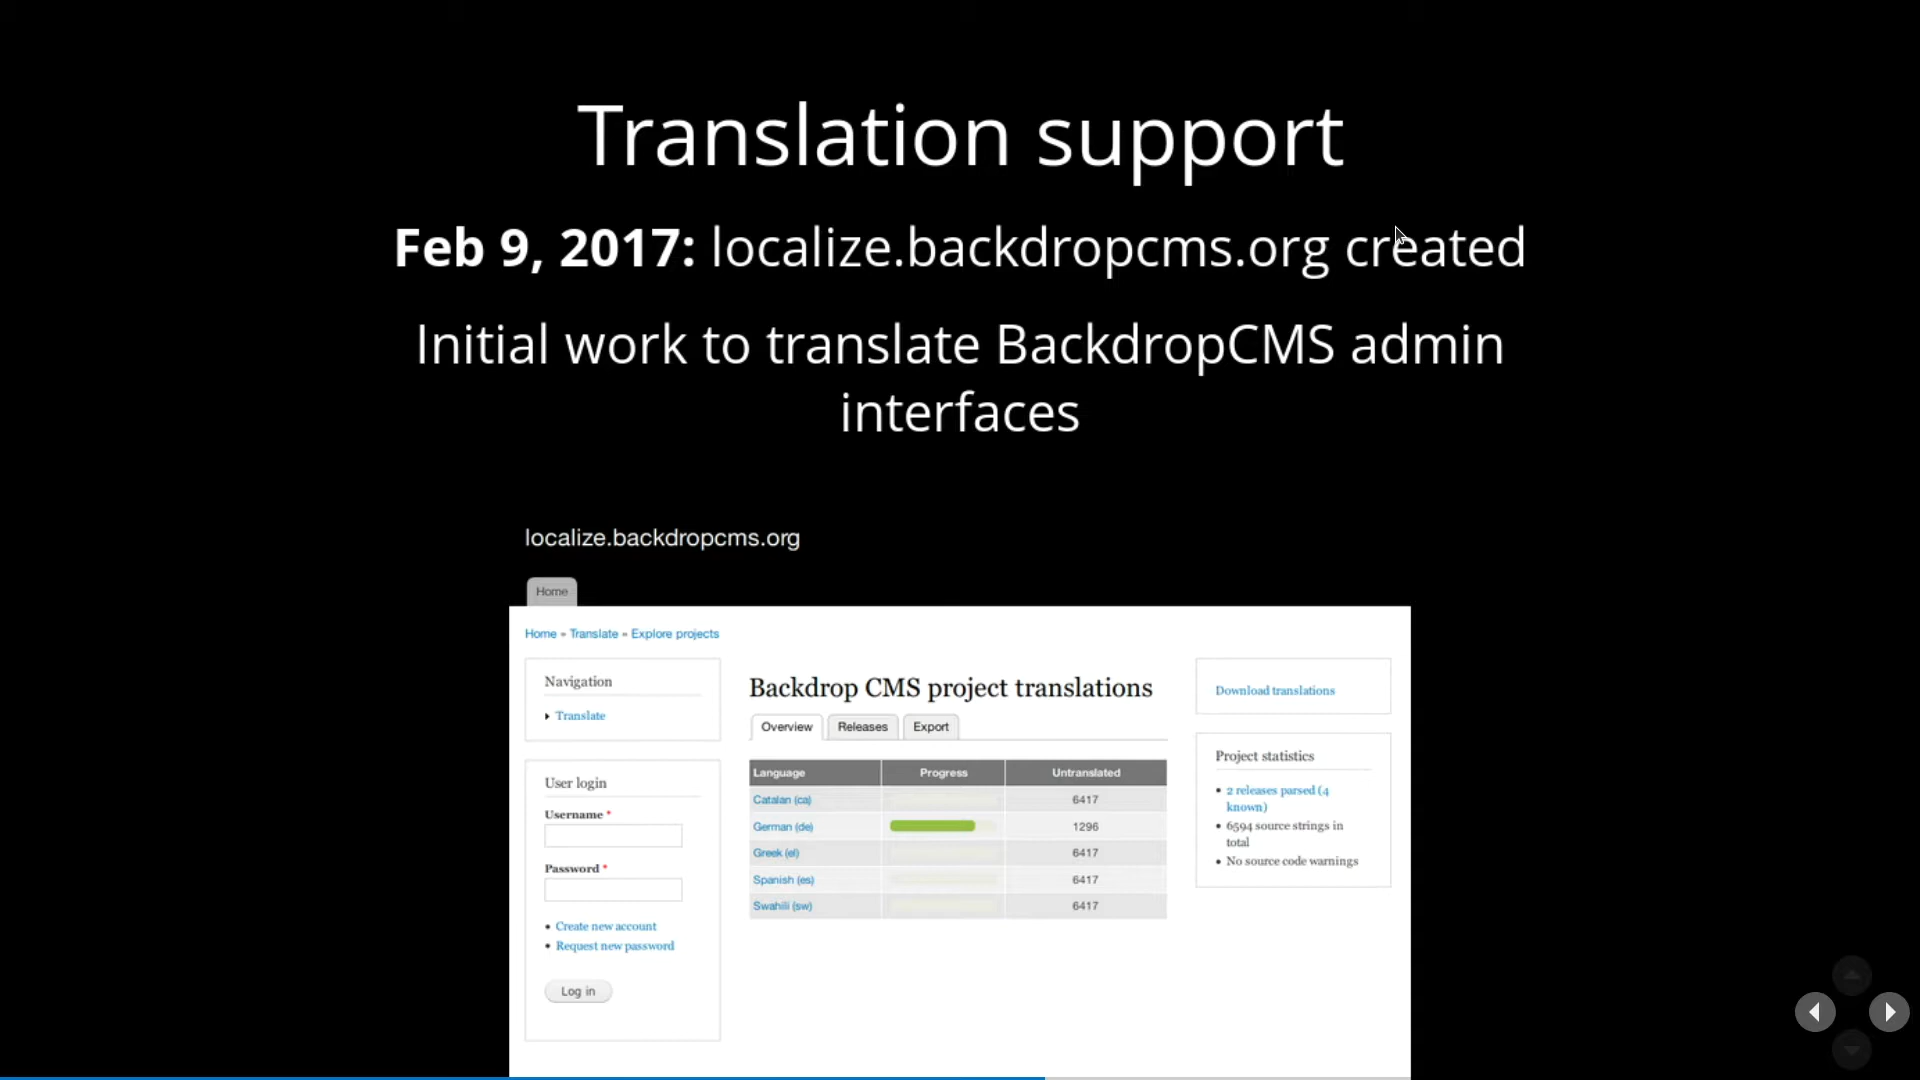 Translation support
Feb 9, 2017: localize.backdropcms.org created
Initial work to translate BackdropCMS admin
interfaces
localize.backdropcms.org
Home
Home » Translate » Explore projects
Navigation
Translate
User login
Username *
Password *
Create new account
Request new password
Log in
Backdrop CMS project translations
Overview Releases Export
Language Progress Untranslated
Catalan (ca) 6417
German (de) 1296
Greek (el) 6417
Spanish (es) 6417
Swahili (sw) 6417
Download translations
Project statistics
2 releases parsed (4
known)
6594 source strings in
total
No source code warnings